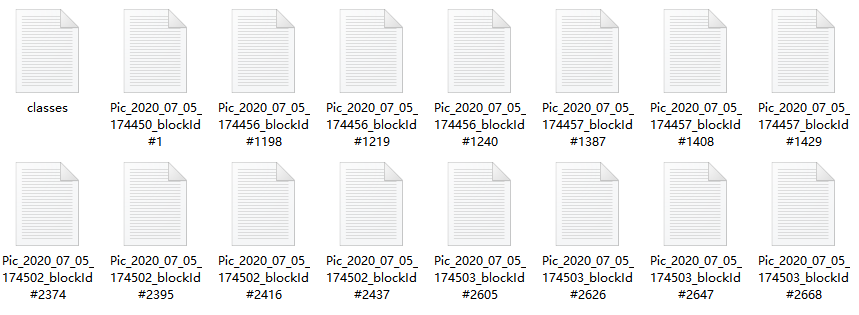 classes
Pic_2020_07_05_
174450_blockId
#1
Pic_2020_07_05_
174456_blockId
#1198
Pic_2020_07_05_
174456_blockId
#1219
Pic_2020_07_05_
174456_blockId
#1240
Pic_2020_07_05_
174457_blockId
#1387
Pic_2020_07_05_
174457_blockId
#1408
Pic_2020_07_05_
174457_blockId
#1429
Pic_2020_07_05_
174502_blockId
#2374
Pic_2020_07_05_
174502_blockId
#2395
Pic_2020_07_05_
174502_blockId
#2416
Pic_2020_07_05_
174502_blockId
#2437
Pic_2020_07_05_
174503_blockId
#2605
Pic_2020_07_05_
174503_blockId
#2626
Pic_2020_07_05_
174503_blockId
#2647
Pic_2020_07_05_
174503_blockId
#2668